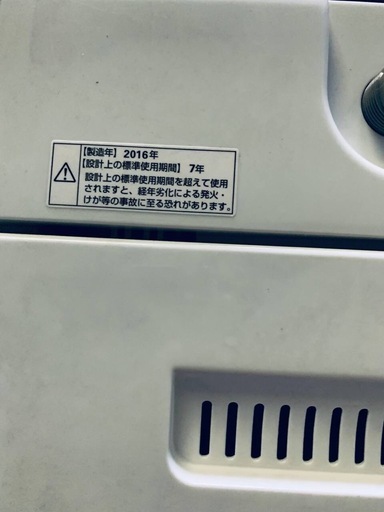 【製造年】2016年
【設計上の標準使用期間】7年
設計上の標準使用期間を超えて使用
されますと、経年劣化による発火・
けが等の事故に至る恐れがあります。